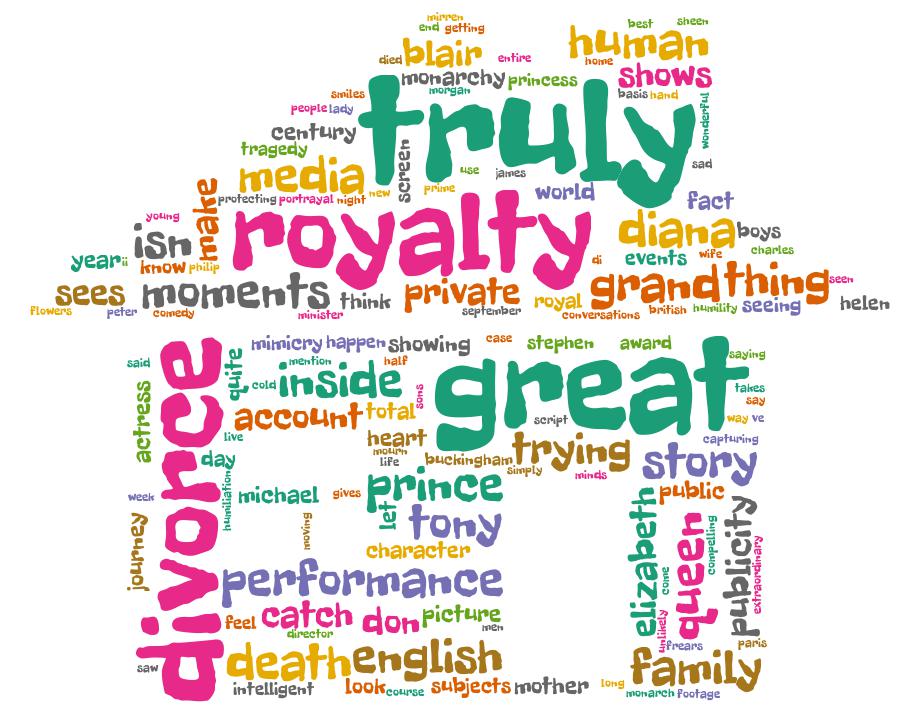 mirren
end getting
best sheen
blair
human
died
entire
home
monarchy princess
shows
morgan
smiles
truly
basis hand
wonderful
people lady
century
screen
tragedy
use
james
sad
media
new
prime
world
make
protecting portrayal night
fact
young
royalty
diana boys
isn
year ii
know philip
di
events wife charles
sees
moments think
private
royal
grand thing seen
flowers peter comedy
minister
september
conversations british humility seeing helen
said
divorce
quite
mimicry happen showing
case stephen award
saying
mention
half
cold inside
sons
great
takes
say
actress
account total
script
way ve
live
heart
trying
capturing
day
mourn
life
buckingham
simply
minds
story
humiliation
week
michael gives
prince
public
let
journey
moving
tony
elizabeth
queen
compelling
publicity
extraordinary
character
come
performance
feel catch don picture
men
director
unlikely
frears
paris
saw
death english
family
intelligent look course subjects mother
long
monarch footage